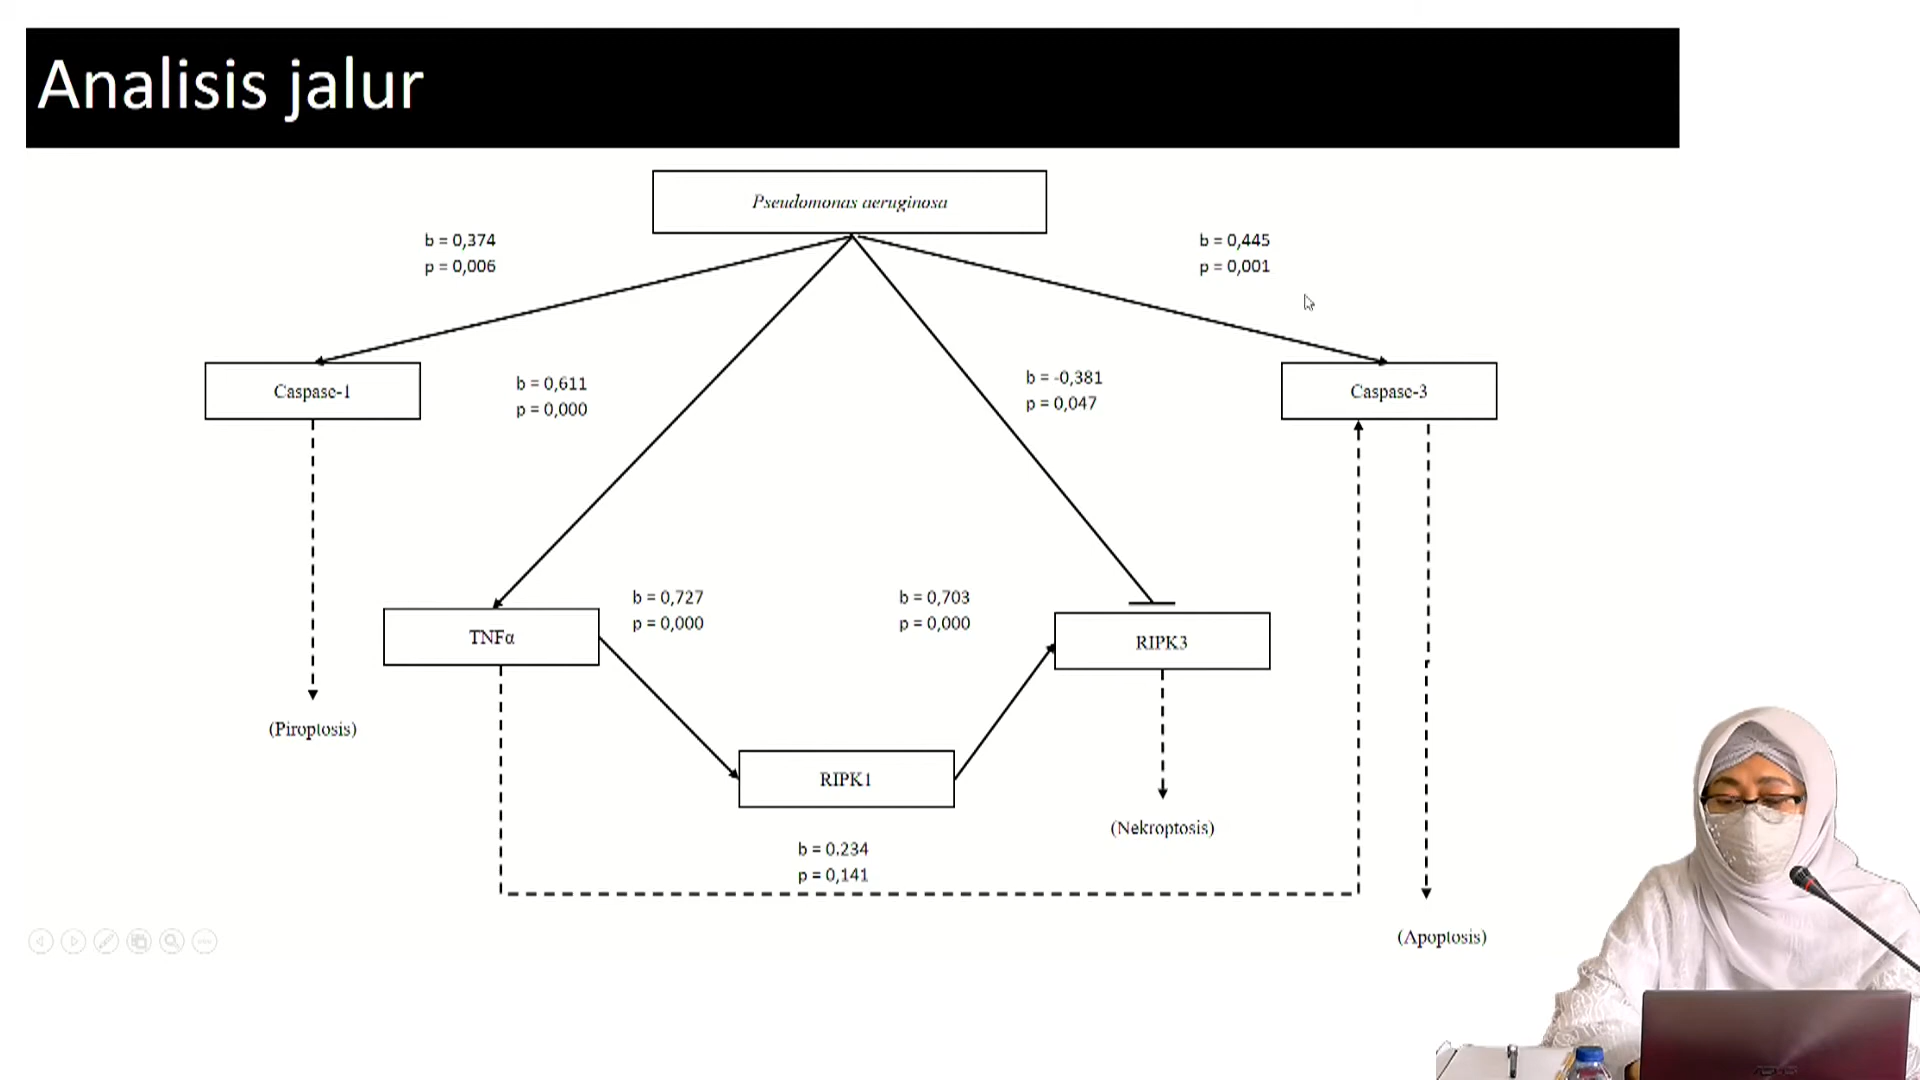 Analisis jalur
Pseudomonas aeruginosa
b = 0,374
p = 0,006
b = 0,445
p = 0,001
Caspase-1
b = 0,611
p = 0,000
b = -0,381
p = 0,047
Caspase-3
TNFα
b = 0,727
p = 0,000
b = 0,703
p = 0,000
RIPK3
(Piroptosis)
RIPK1
(Nekroptosis)
b = 0.234
p = 0,141
(Apoptosis)